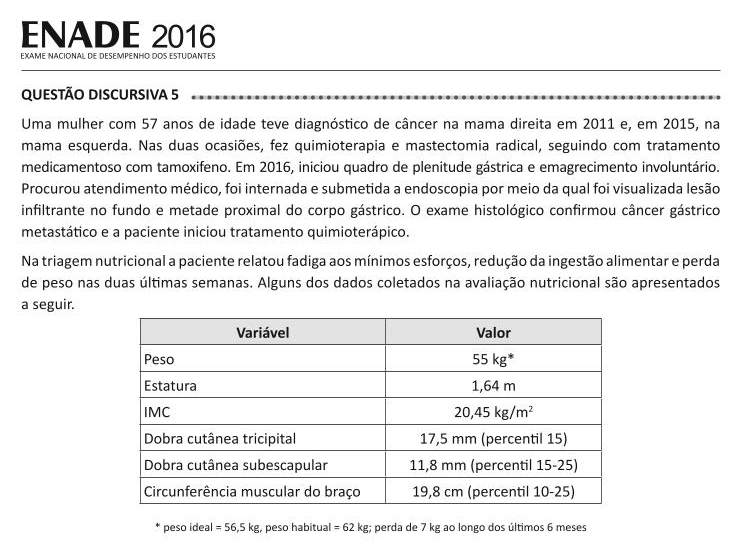 ENADE 2016
EXAME NACIONAL DE DESEMPENHO DOS ESTUDANTES
QUESTÃO DISCURSIVA 5
Uma mulher com 57 anos de idade teve diagnóstico de câncer na mama direita em 2011 e, em 2015, na
mama esquerda. Nas duas ocasiões, fez quimioterapia e mastectomia radical, seguindo com tratamento
medicamentoso com tamoxifeno. Em 2016, iniciou quadro de plenitude gástrica e emagrecimento involuntário.
Procurou atendimento médico, foi internada e submetida a endoscopia por meio da qual foi visualizada lesão
infiltrante no fundo e metade proximal do corpo gástrico. O exame histológico confirmou câncer gástrico
metastático e a paciente iniciou tratamento quimioterápico.
Na triagem nutricional a paciente relatou fadiga aos mínimos esforços, redução da ingestão alimentar e perda
de peso nas duas últimas semanas. Alguns dos dados coletados na avaliação nutricional são apresentados
a seguir.
Variável Valor
Peso 55 kg*
Estatura 1,64 m
IMC 20,45 kg/m²
Dobra cutânea tricipital 17,5 mm (percentil 15)
Dobra cutânea subescapular 11,8 mm (percentil 15-25)
Circunferência muscular do braço 19,8 cm (percentil 10-25)
* peso ideal = 56,5 kg, peso habitual = 62 kg; perda de 7 kg ao longo dos últimos 6 meses